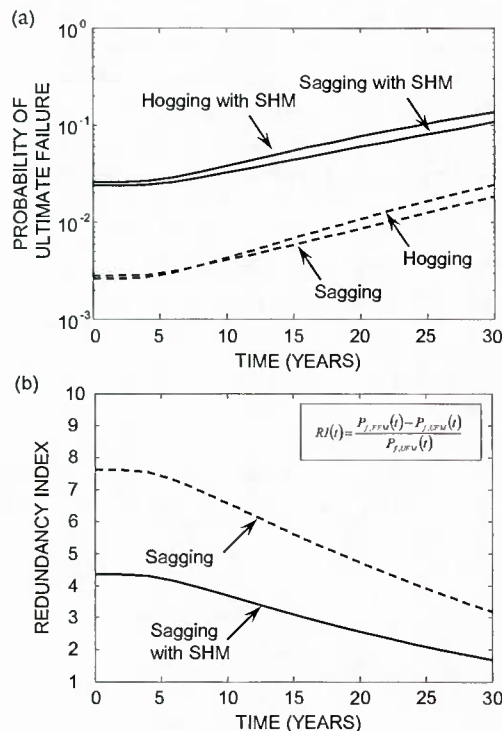 (a)
10⁰
10⁻¹
10⁻²
10⁻³
PROBABILITY OF
ULTIMATE FAILURE
Hogging with SHM
Sagging with SHM
Hogging
Sagging
0 5 10 15 20 25 30
TIME (YEARS)
(b)
10
9
8
7
6
5
4
3
2
1
REDUNDANCY INDEX
RI(t) = (P_{f,FFM}(t) − P_{f,UFM}(t)) / P_{f,UFM}(t)
Sagging
Sagging
with SHM
0 5 10 15 20 25 30
TIME (YEARS)